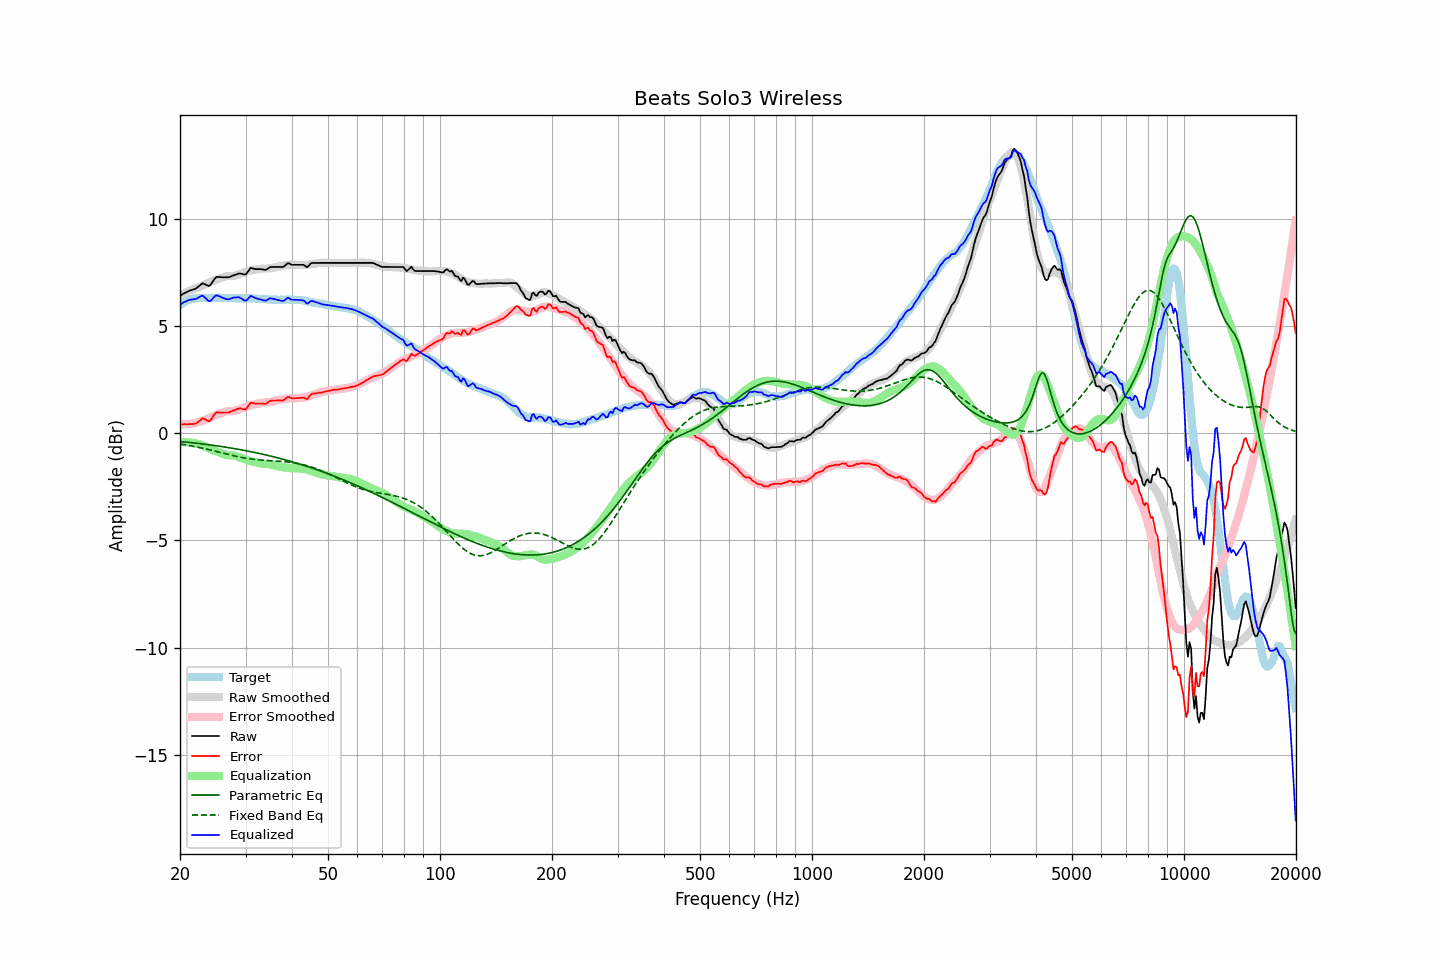 Beats Solo3 Wireless
Amplitude (dBr)
10
5
0
−5
−10
−15
Target
Raw Smoothed
Error Smoothed
Raw
Error
Equalization
Parametric Eq
Fixed Band Eq
Equalized
20 50 100 200 500 1000 2000 5000 10000 20000
Frequency (Hz)